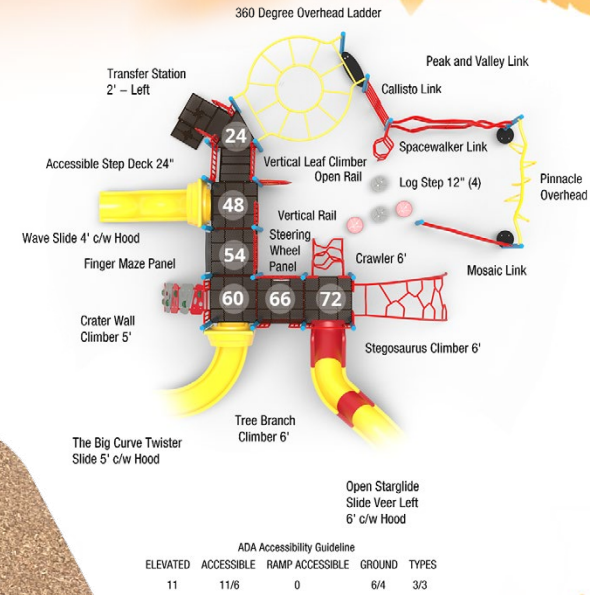 360 Degree Overhead Ladder
Peak and Valley Link
Transfer Station
2' – Left
Callisto Link
24
Spacewalker Link
Accessible Step Deck 24"
Vertical Leaf Climber
Open Rail
Log Step 12" (4)
Pinnacle
Overhead
48
Vertical Rail
Wave Slide 4' c/w Hood
Steering
Wheel
Panel
54
Crawler 6'
Finger Maze Panel
Mosaic Link
60
66
72
Crater Wall
Climber 5'
Stegosaurus Climber 6'
Tree Branch
Climber 6'
The Big Curve Twister
Slide 5' c/w Hood
Open Starglide
Slide Veer Left
6' c/w Hood
ADA Accessibility Guideline
ELEVATED ACCESSIBLE RAMP ACCESSIBLE GROUND TYPES
11 11/6 0 6/4 3/3